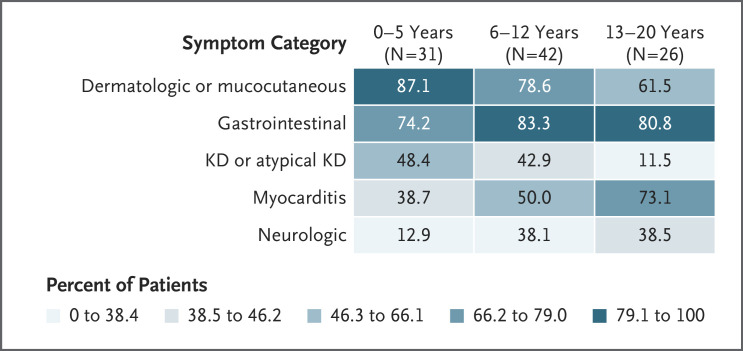 Symptom Category 0–5 Years (N=31) 6–12 Years (N=42) 13–20 Years (N=26)
Dermatologic or mucocutaneous 87.1 78.6 61.5
Gastrointestinal 74.2 83.3 80.8
KD or atypical KD 48.4 42.9 11.5
Myocarditis 38.7 50.0 73.1
Neurologic 12.9 38.1 38.5
Percent of Patients
0 to 38.4 38.5 to 46.2 46.3 to 66.1 66.2 to 79.0 79.1 to 100